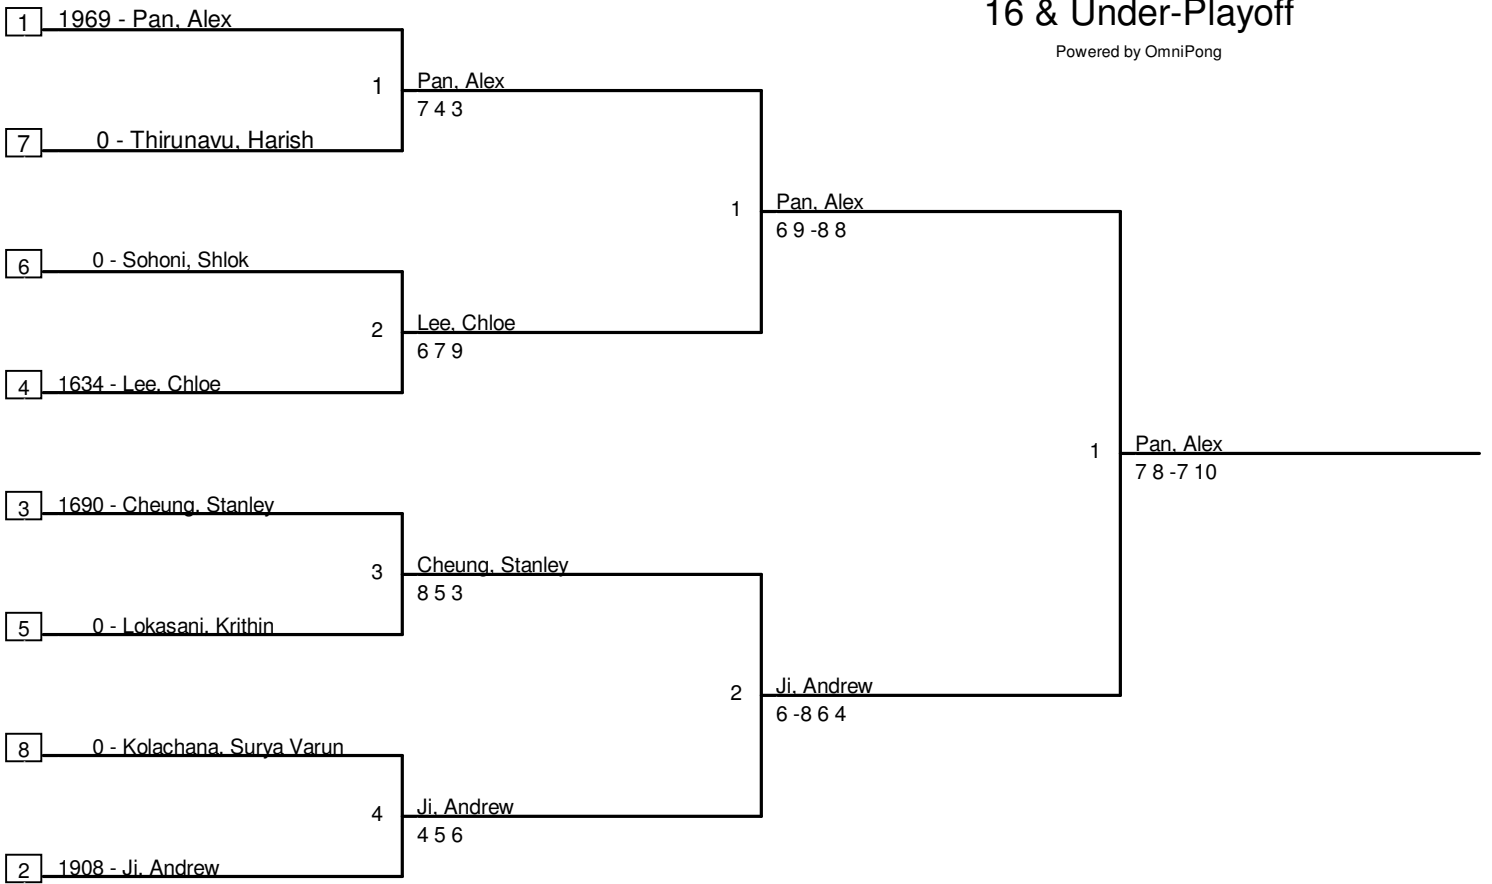 16 & Under-Playoff
Powered by OmniPong
1 1969 - Pan, Alex
1 Pan, Alex
7 4 3
7 0 - Thirunavu, Harish
1 Pan, Alex
6 9 -8 8
6 0 - Sohoni, Shlok
2 Lee, Chloe
6 7 9
4 1634 - Lee, Chloe
1 Pan, Alex
7 8 -7 10
3 1690 - Cheung, Stanley
3 Cheung, Stanley
8 5 3
5 0 - Lokasani, Krithin
2 Ji, Andrew
6 -8 6 4
8 0 - Kolachana, Surya Varun
4 Ji, Andrew
4 5 6
2 1908 - Ji, Andrew